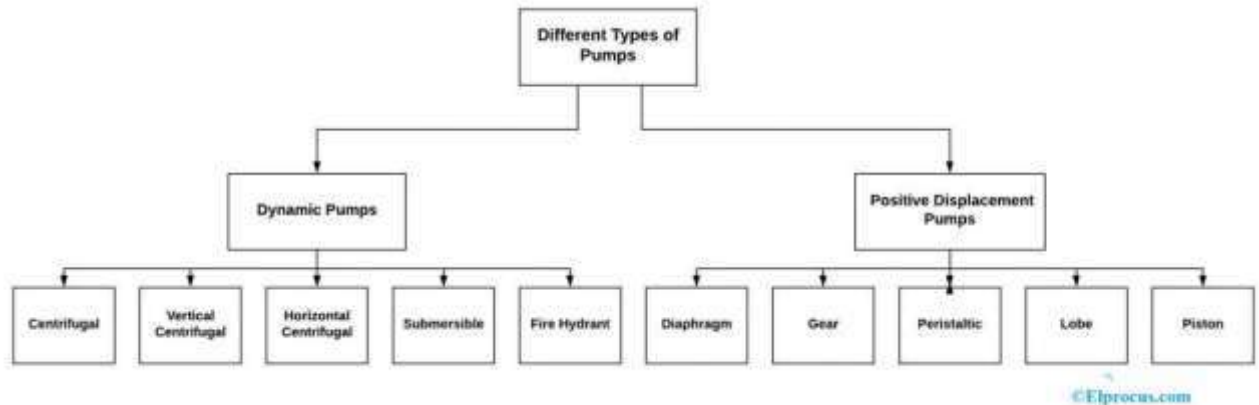 Different Types of
Pumps
Dynamic Pumps
Positive Displacement
Pumps
Centrifugal
Vertical
Centrifugal
Horizontal
Centrifugal
Submersible
Fire Hydrant
Diaphragm
Gear
Peristaltic
Lobe
Piston
©Elprocus.com